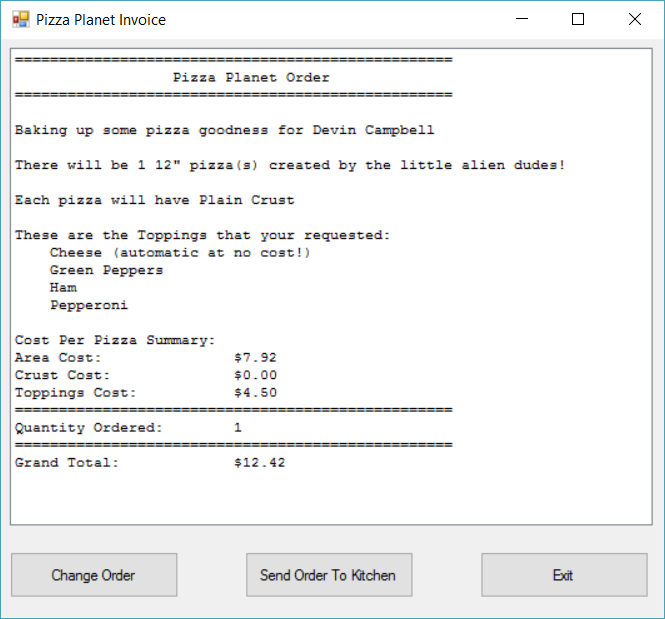 Pizza Planet Invoice
==================================================
Pizza Planet Order
==================================================
Baking up some pizza goodness for Devin Campbell
There will be 1 12" pizza(s) created by the little alien dudes!
Each pizza will have Plain Crust
These are the Toppings that your requested:
Cheese (automatic at no cost!)
Green Peppers
Ham
Pepperoni
Cost Per Pizza Summary:
Area Cost: $7.92
Crust Cost: $0.00
Toppings Cost: $4.50
==================================================
Quantity Ordered: 1
==================================================
Grand Total: $12.42
Change Order
Send Order To Kitchen
Exit